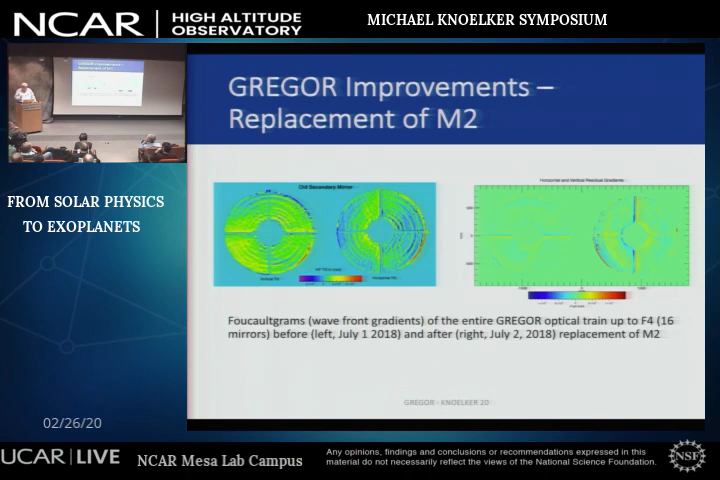 NCAR | HIGH ALTITUDE
OBSERVATORY
MICHAEL KNOELKER SYMPOSIUM
FROM SOLAR PHYSICS
TO EXOPLANETS
GREGOR Improvements –
Replacement of M2
Old Secondary Mirror
Vertical Tilt
Horizontal Tilt
Horizontal and Vertical Residual Gradients
Foucaultgrams (wave front gradients) of the entire GREGOR optical train up to F4 (16
mirrors) before (left, July 1 2018) and after (right, July 2, 2018) replacement of M2
GREGOR - KNOELKER 20
02/26/20
UCAR | LIVE
NCAR Mesa Lab Campus
Any opinions, findings and conclusions or recommendations expressed in this
material do not necessarily reflect the views of the National Science Foundation.
NSF